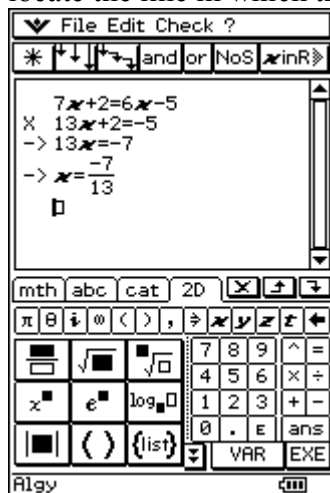 File Edit Check ?
and or NoS xinR
7x+2=6x-5
X 13x+2=-5
-> 13x=-7
-> x=-7/13
mth abc cat 2D
π θ i ∞ ( ) , ⇒ x y z t ←
7 8 9 ^ =
√■ ■√□ 4 5 6 × ÷
x■ e■ log■□ 1 2 3 + -
|■| ( ) {list} 0 . E ans
VAR EXE
Algy